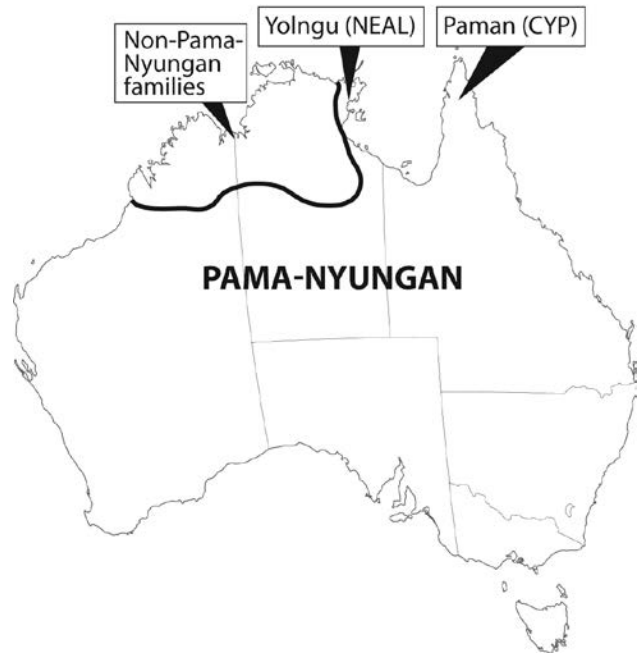 Non-Pama-
Nyungan
families
Yolngu (NEAL)
Paman (CYP)
PAMA-NYUNGAN